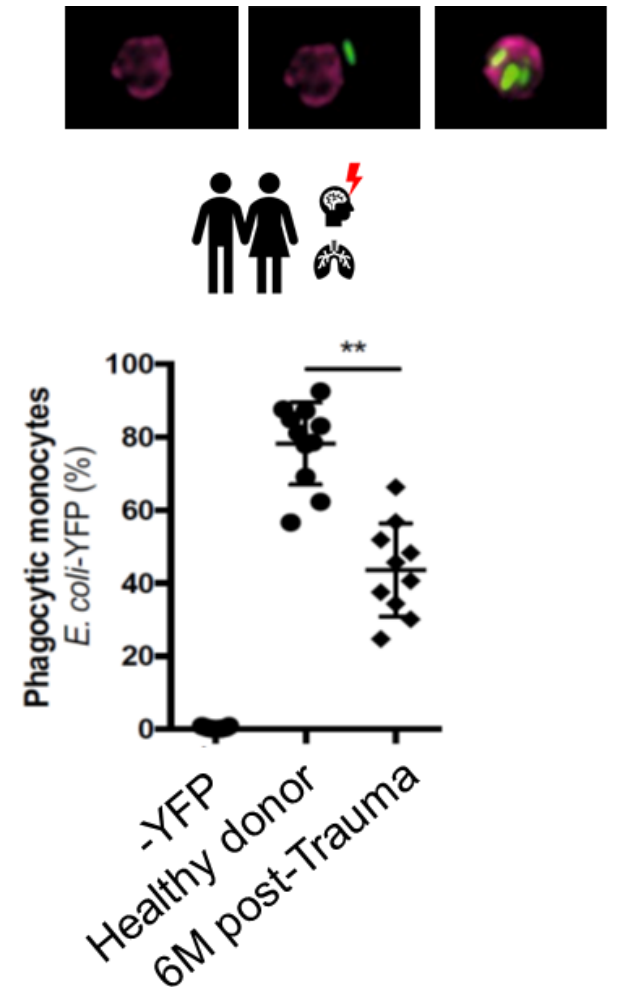 **
100
80
60
40
20
0
Phagocytic monocytes
E. coli-YFP (%)
-YFP
Healthy donor
6M post-Trauma